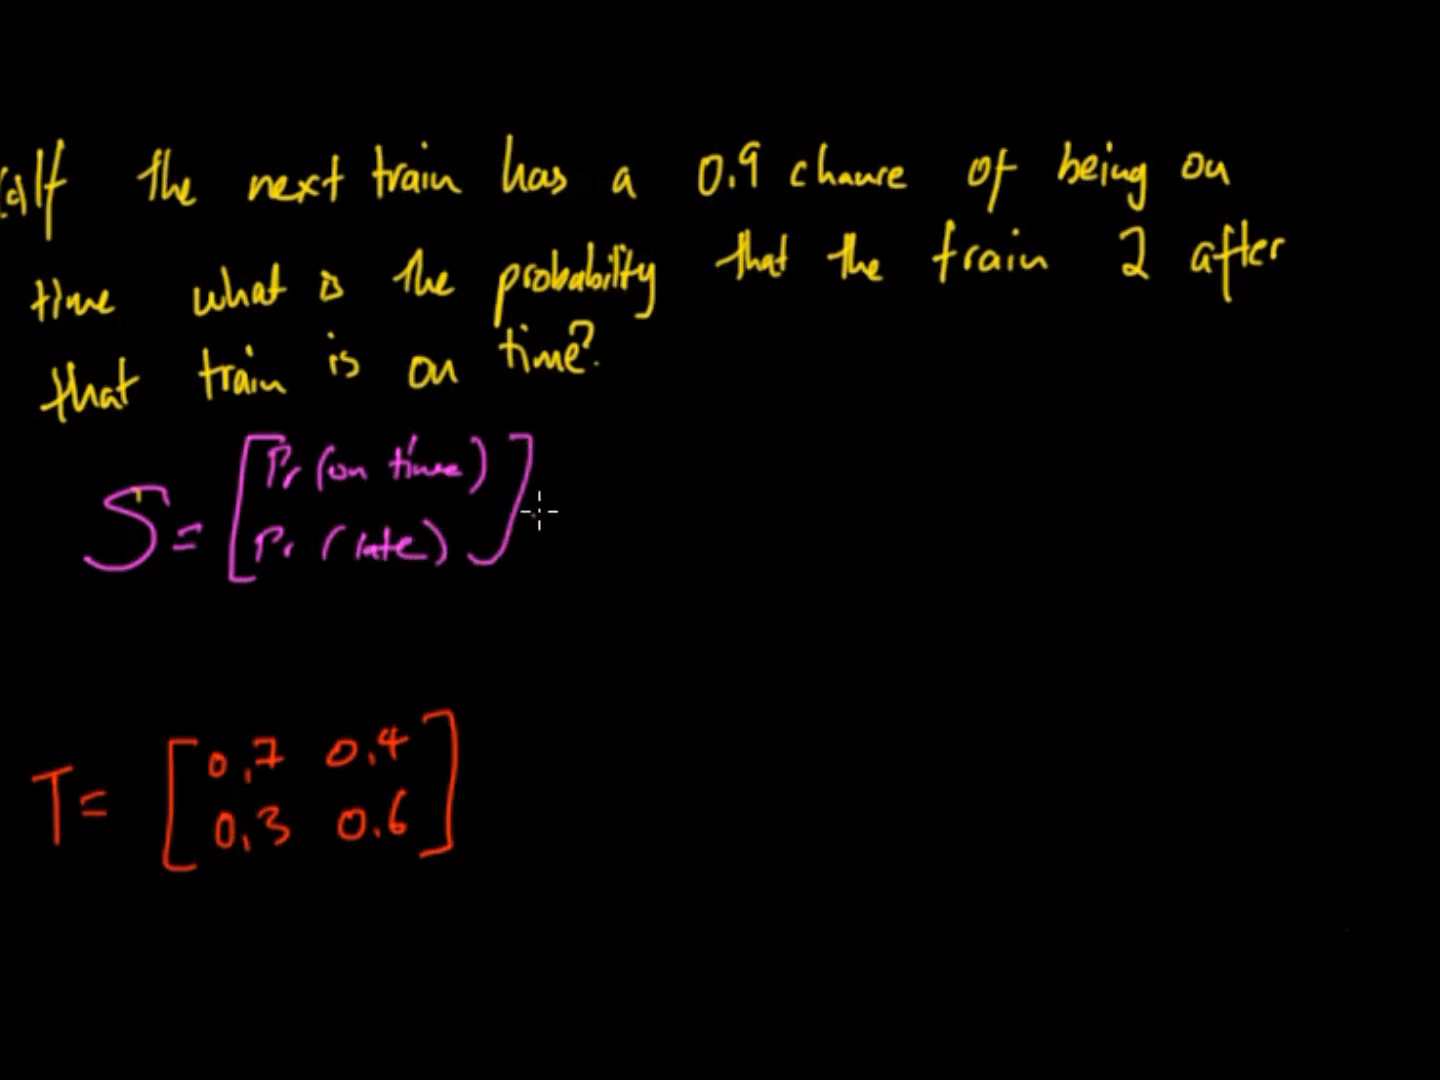 (a) If the next train has a 0.9 chance of being on
time what is the probability that the train 2 after
that train is on time?
S = [Pr (on time)
Pr (late)]
T = [0.7 0.4
0.3 0.6]